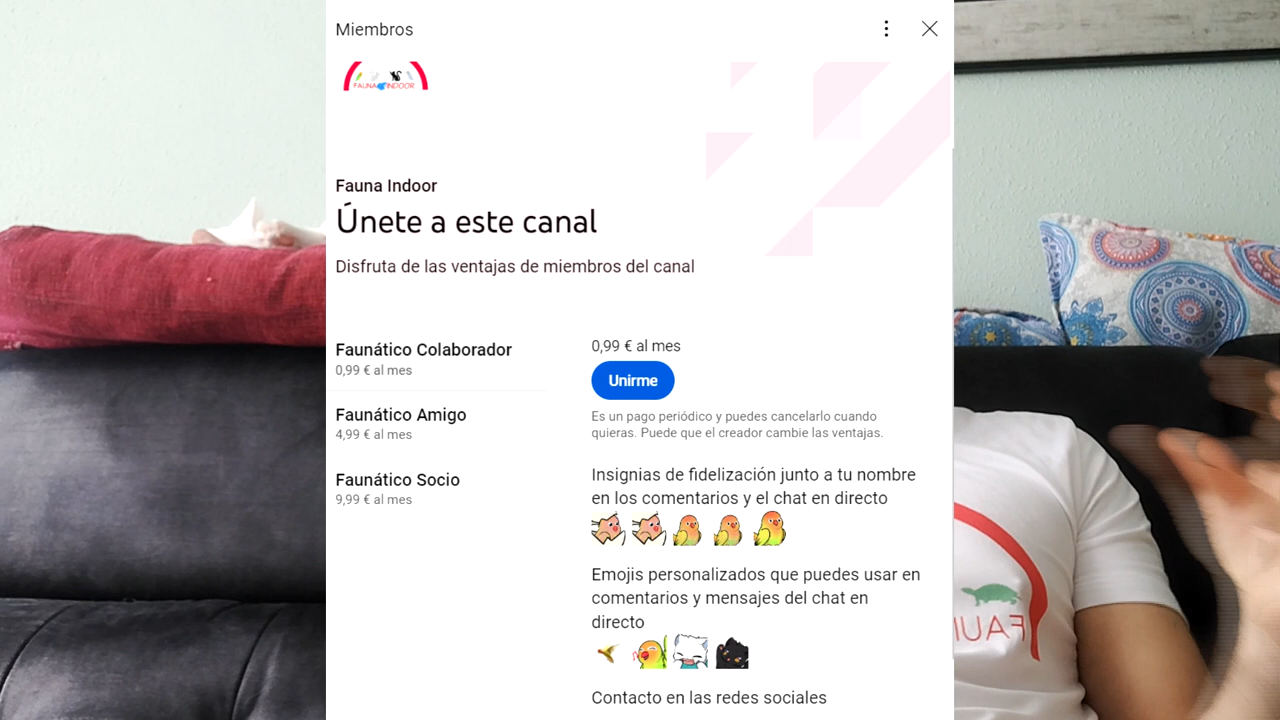 Miembros
FAUNA INDOOR
Fauna Indoor
Únete a este canal
Disfruta de las ventajas de miembros del canal
Faunático Colaborador
0,99 € al mes
Faunático Amigo
4,99 € al mes
Faunático Socio
9,99 € al mes
0,99 € al mes
Unirme
Es un pago periódico y puedes cancelarlo cuando
quieras. Puede que el creador cambie las ventajas.
Insignias de fidelización junto a tu nombre
en los comentarios y el chat en directo
Emojis personalizados que puedes usar en
comentarios y mensajes del chat en
directo
Contacto en las redes sociales
FAU